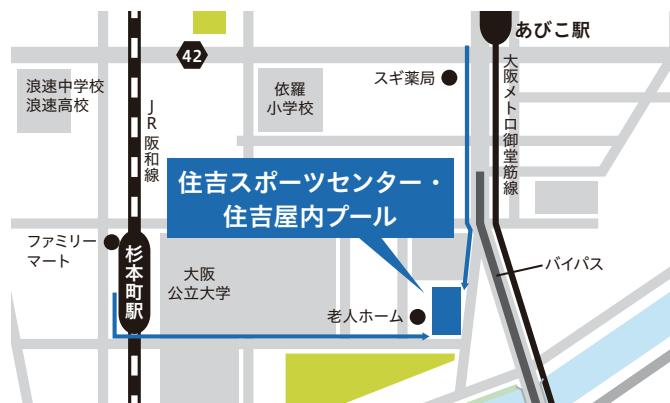 あびこ駅
42
スギ薬局
浪速中学校
浪速高校
依羅
小学校
JR阪和線
大阪メトロ御堂筋線
住吉スポーツセンター・
住吉屋内プール
ファミリー
マート
杉本町駅
大阪
公立大学
バイパス
老人ホーム